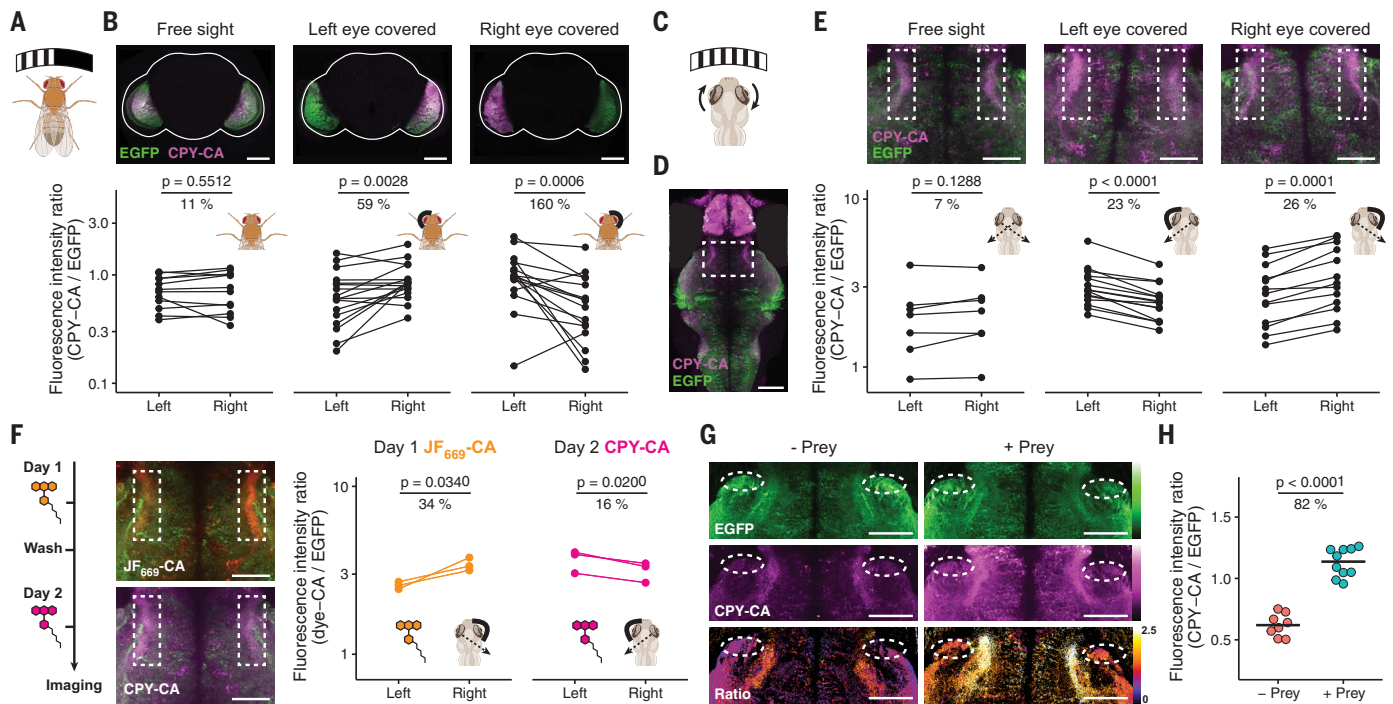 A
B
Free sight
Left eye covered
Right eye covered
EGFP CPY-CA
Fluorescence intensity ratio
(CPY–CA / EGFP)
3.0
1.0
0.3
0.1
p = 0.5512
11 %
p = 0.0028
59 %
p = 0.0006
160 %
Left
Right
Left
Right
Left
Right
C
D
CPY-CA
EGFP
E
Free sight
Left eye covered
Right eye covered
CPY-CA
EGFP
Fluorescence intensity ratio
(CPY–CA / EGFP)
10
3
1
p = 0.1288
7 %
p < 0.0001
23 %
p = 0.0001
26 %
Left
Right
Left
Right
Left
Right
F
Day 1
Wash
Day 2
Imaging
JF669-CA
CPY-CA
Day 1 JF669-CA
Day 2 CPY-CA
Fluorescence intensity ratio
(dye–CA / EGFP)
10
3
1
p = 0.0340
34 %
p = 0.0200
16 %
Left
Right
Left
Right
G
- Prey
+ Prey
EGFP
CPY-CA
Ratio
2.5
0
H
Fluorescence intensity ratio
(CPY–CA / EGFP)
p < 0.0001
82 %
1.5
1.0
0.5
– Prey
+ Prey